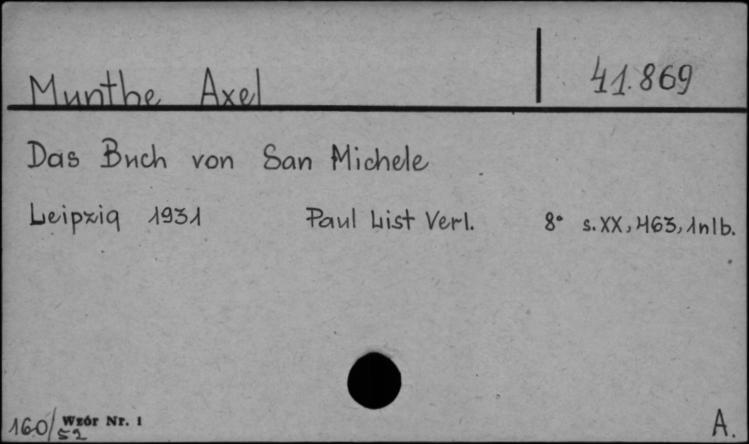 Munthe Axel 41.869
Das Buch von San Michele
Leipzig 1931 Paul List Verl. 8° s.XX,463,1nlb.
160/52 Wzór Nr. 1 A.